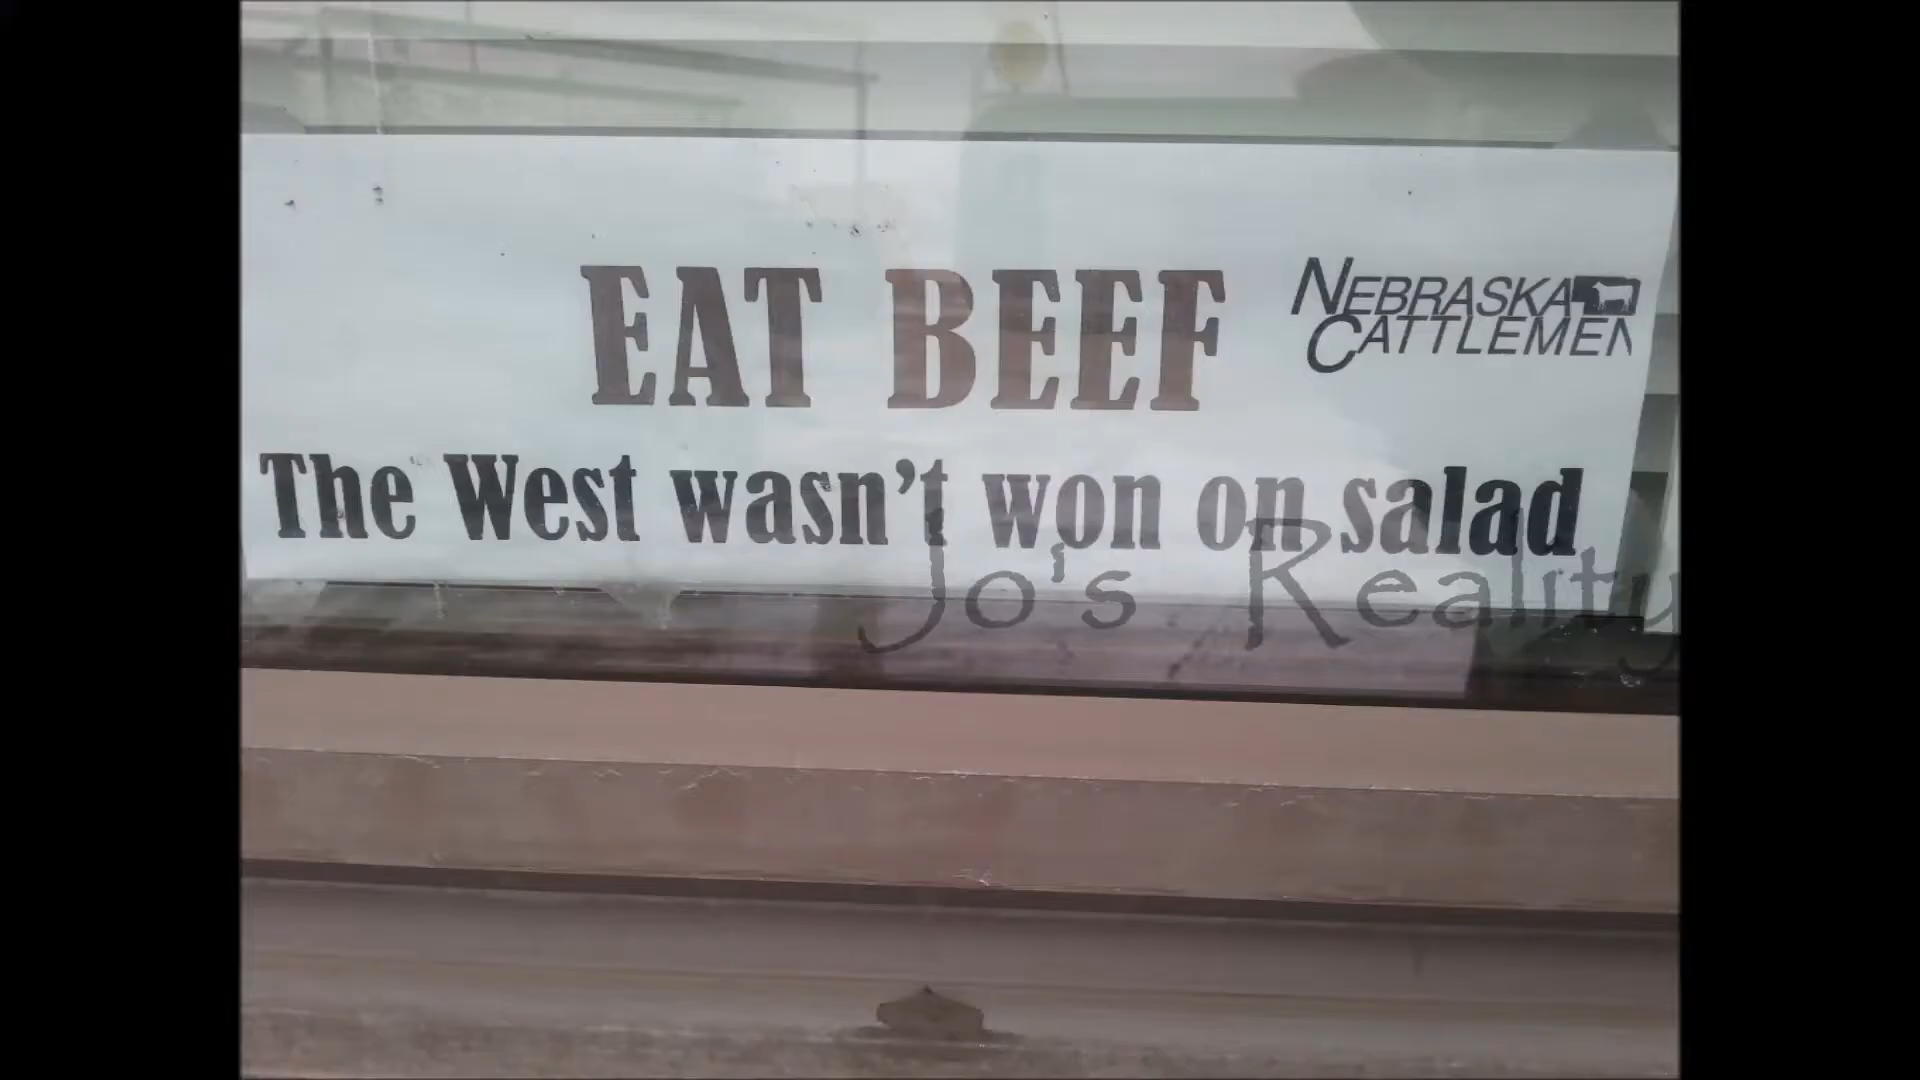 EAT BEEF
NEBRASKA
CATTLEMEN
The West wasn't won on salad
Jo's Reality